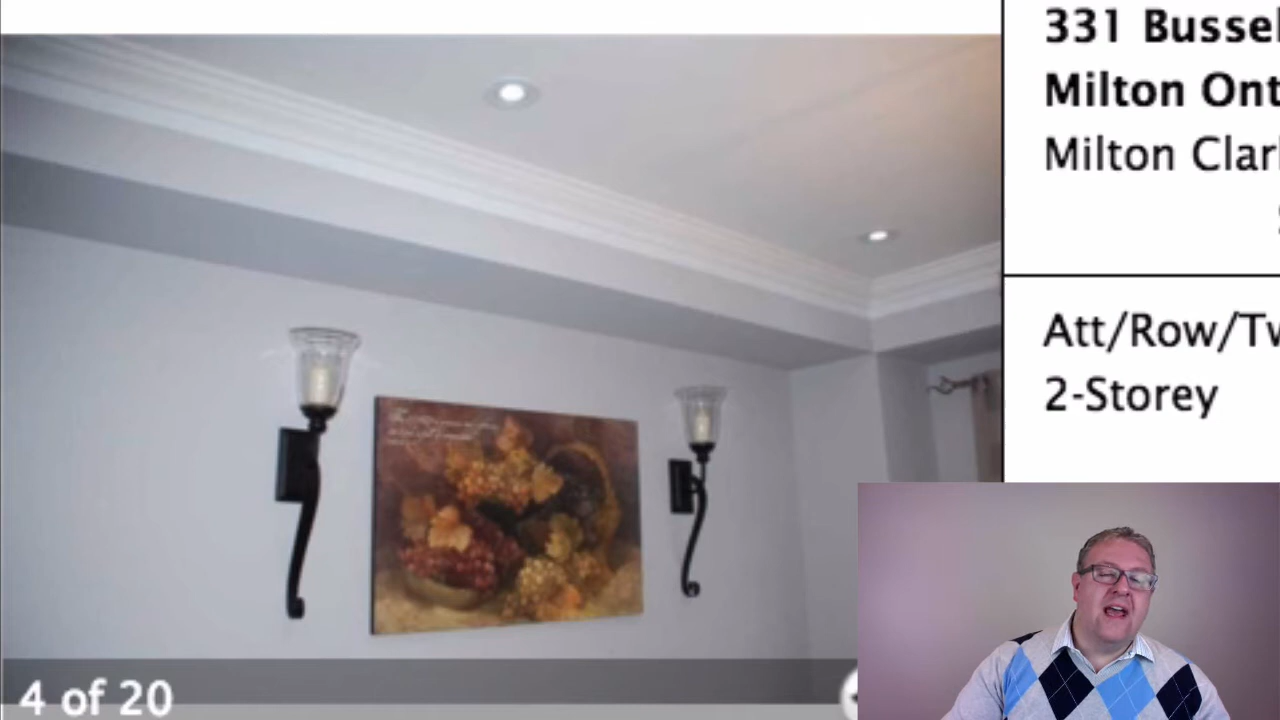 331 Bussel
Milton Ont
Milton Clar
Att/Row/Tw
2-Storey
4 of 20